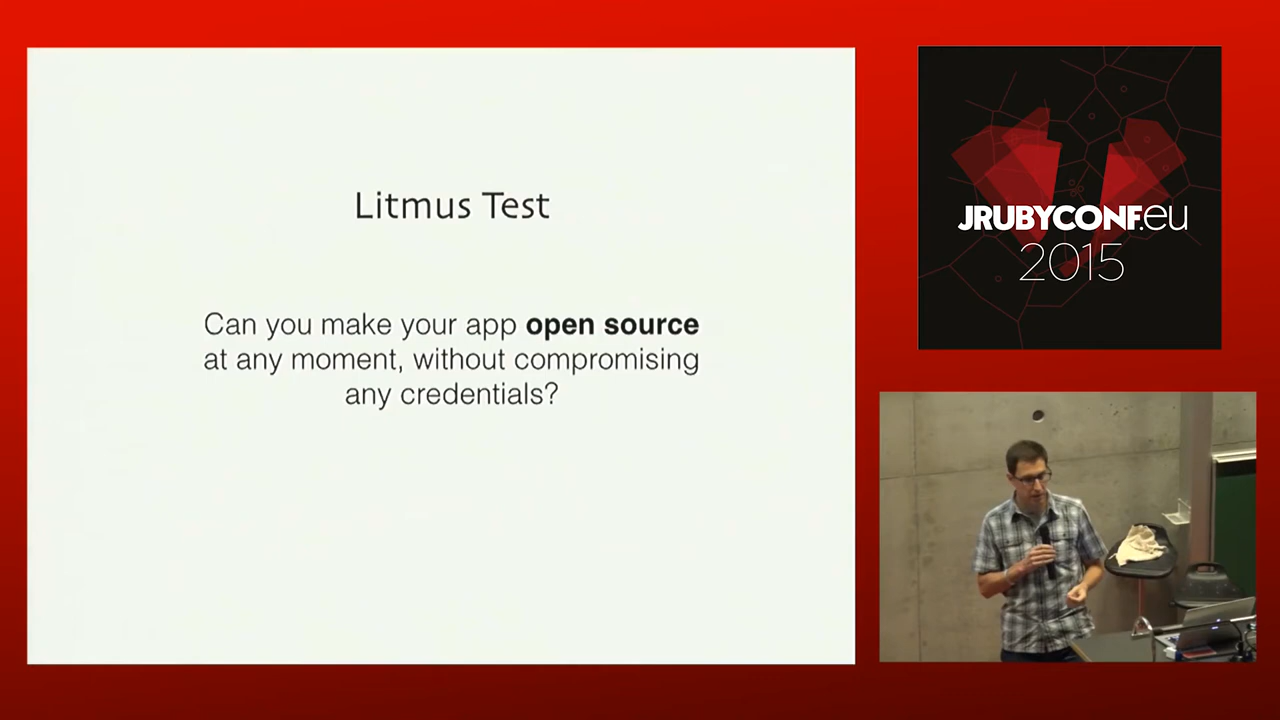 Litmus Test
Can you make your app open source
at any moment, without compromising
any credentials?
JRUBYCONF.eu
2015